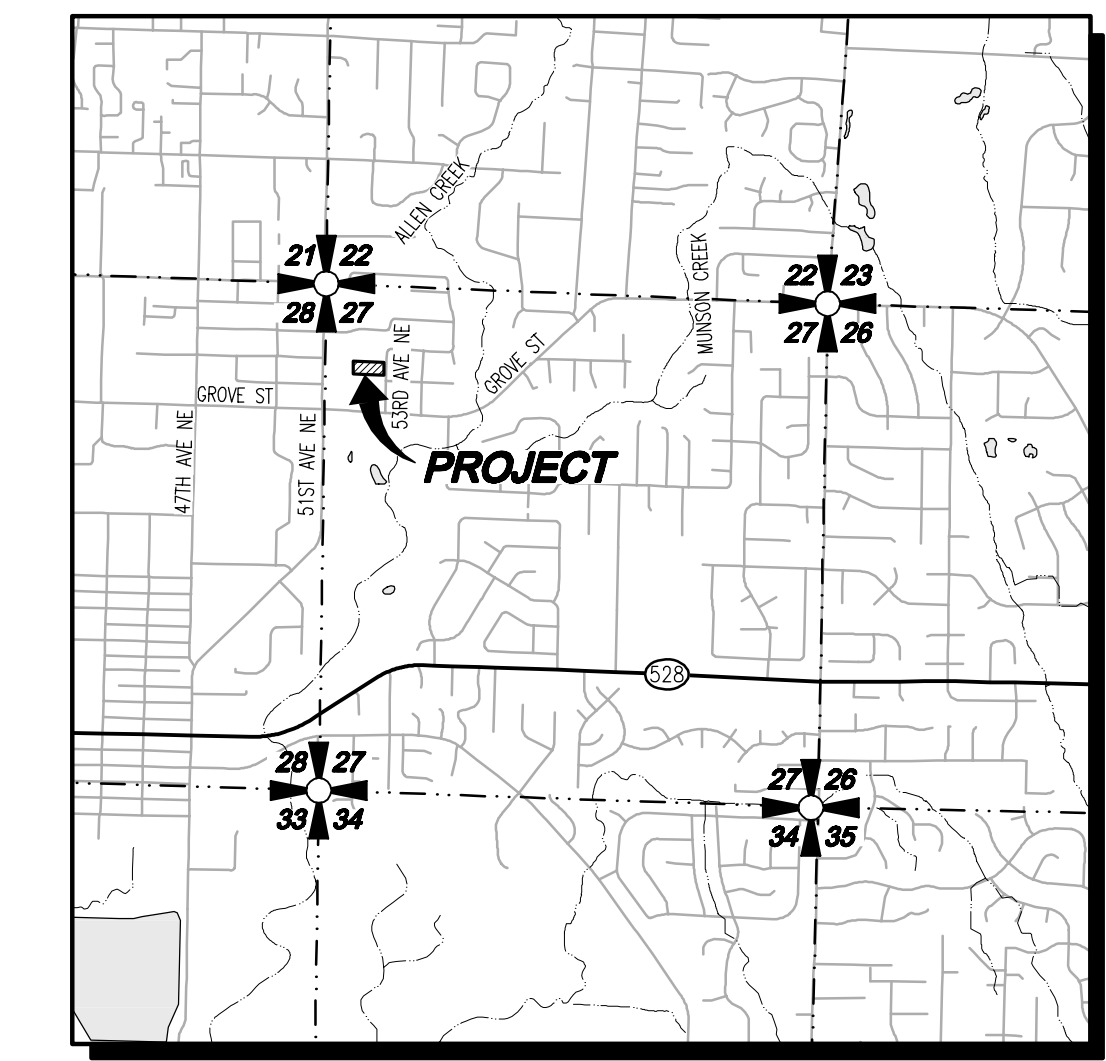 ALLEN CREEK
21 22
28 27
22 23
27 26
MUNSON CREEK
53RD AVE NE
GROVE ST
GROVE ST
47TH AVE NE
51ST AVE NE
PROJECT
528
28 27
33 34
27 26
34 35